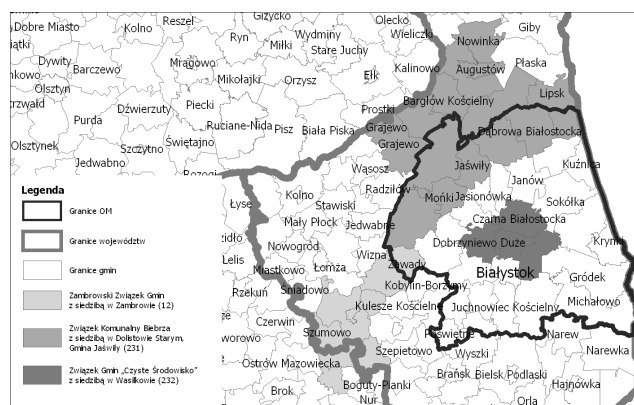 Dobre Miasto
Kolno
Reszel
Giżycko
Olecko
Wydminy
Wieliczki
Nowinka
Giby
Ryn
Miłki
Stare Juchy
Dywity
Barczewo
Mrągowo
Kalinowo
Augustów
Płaska
Olsztyn
Mikołajki
Orzysz
Ełk
Lipsk
Dźwierzuty
Piecki
Prostki
Bargłów Kościelny
Purda
Ruciane-Nida
Pisz
Biała Piska
Grajewo
Dąbrowa Białostocka
Olsztynek
Szczytno
Świętajno
Grajewo
Jedwabno
Rozogi
Wąsosz
Jaświły
Kuźnica
Legenda
Granice OM
Granice województw
Granice gmin
Zambrowski Związek Gmin
z siedzibą w Zambrowie (12)
Związek Komunalny Biebrza
z siedzibą w Dolistowie Starym,
Gmina Jaświły (231)
Związek Gmin „Czyste Środowisko”
z siedzibą w Wasilkowie (232)
Radziłów
Janów
Kolno
Mońki
Jasionówka
Sokółka
Łyse
Stawiski
Mały Płock
Jedwabne
Czarna Białostocka
Nowogród
Dobrzyniewo Duże
Krynki
Lelis
Wizna
Zawady
Miastkowo
Łomża
Białystok
Rzekuń
Śniadowo
Kobylin-Borzymy
Gródek
Kulesze Kościelne
Juchnowiec Kościelny
Michałowo
Czerwin
Szumowo
Poświętne
Narew
Szepietowo
Wyszki
Narewka
Ostrów Mazowiecka
Brańsk
Bielsk Podlaski
Boguty-Pianki
Hajnówka
Brok
Nur
Orla